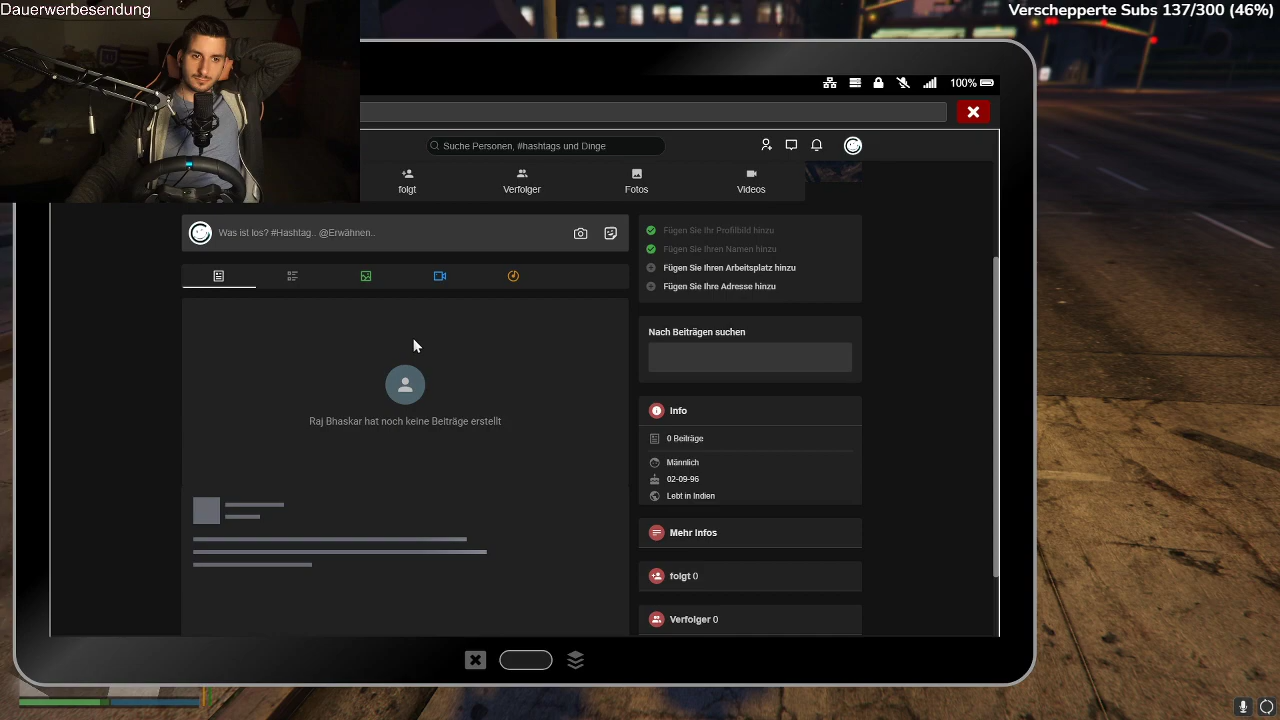 Dauerwerbesendung
Verschepperte Subs 137/300 (46%)
100%
Suche Personen, #hashtags und Dinge
folgt
Verfolger
Fotos
Videos
Was ist los? #Hashtag.. @Erwähnen..
Fügen Sie Ihr Profilbild hinzu
Fügen Sie Ihren Namen hinzu
Fügen Sie Ihren Arbeitsplatz hinzu
Fügen Sie Ihre Adresse hinzu
Nach Beiträgen suchen
Raj Bhaskar hat noch keine Beiträge erstellt
Info
0 Beiträge
Männlich
02-09-96
Lebt in Indien
Mehr Infos
folgt 0
Verfolger 0